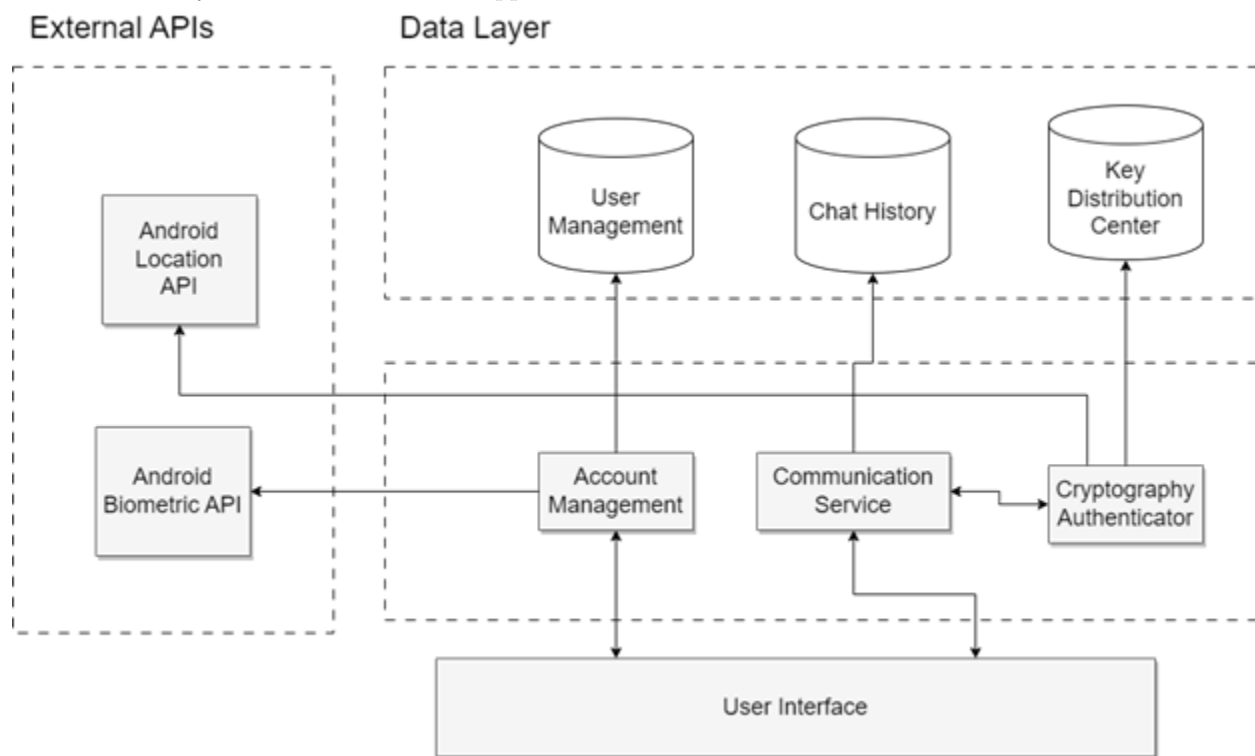 External APIs
Data Layer
User
Management
Chat History
Key
Distribution
Center
Android
Location
API
Android
Biometric API
Account
Management
Communication
Service
Cryptography
Authenticator
User Interface